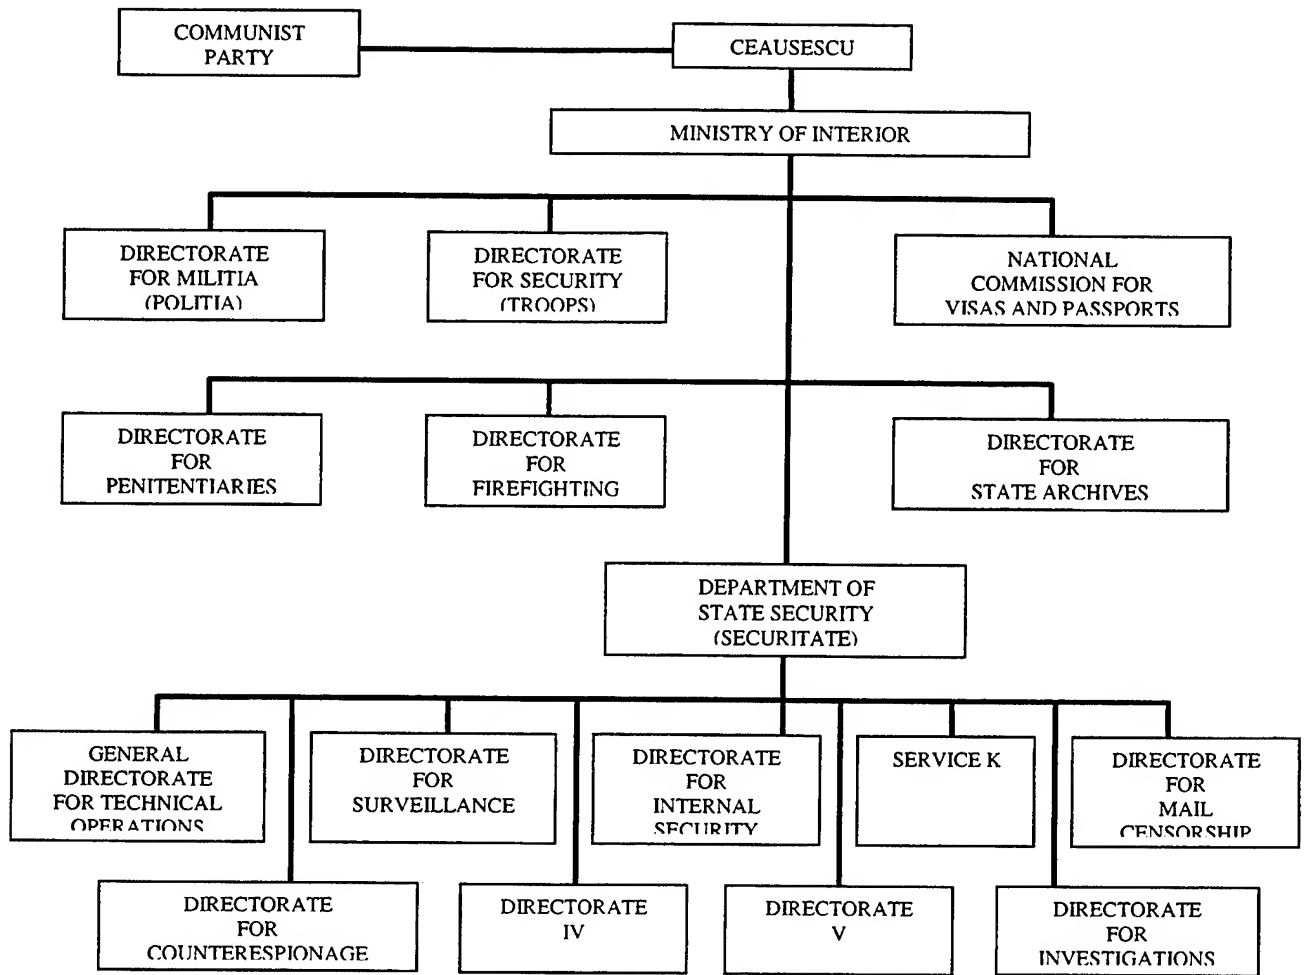 COMMUNIST
PARTY
CEAUSESCU
MINISTRY OF INTERIOR
DIRECTORATE
FOR MILITIA
(POLITIA)
DIRECTORATE
FOR SECURITY
(TROOPS)
NATIONAL
COMMISSION FOR
VISAS AND PASSPORTS
DIRECTORATE
FOR
PENITENTIARIES
DIRECTORATE
FOR
FIREFIGHTING
DIRECTORATE
FOR
STATE ARCHIVES
DEPARTMENT OF
STATE SECURITY
(SECURITATE)
GENERAL
DIRECTORATE
FOR TECHNICAL
OPERATIONS
DIRECTORATE
FOR
SURVEILLANCE
DIRECTORATE
FOR
INTERNAL
SECURITY
SERVICE K
DIRECTORATE
FOR
MAIL
CENSORSHIP
DIRECTORATE
FOR
COUNTERESPIONAGE
DIRECTORATE
IV
DIRECTORATE
V
DIRECTORATE
FOR
INVESTIGATIONS